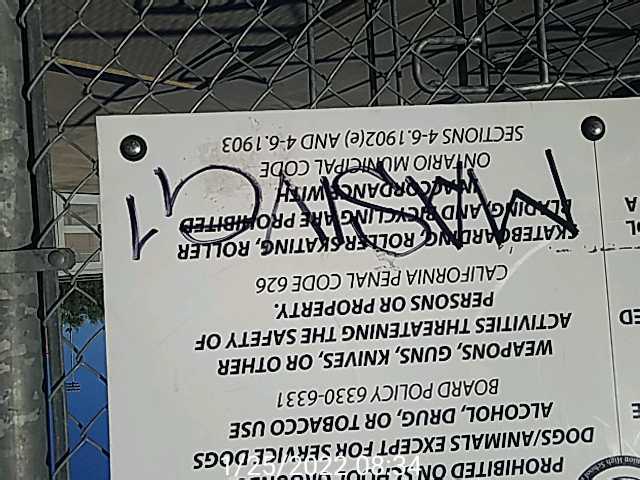 PROHIBITED ON SCHOOL GROUNDS
DOGS/ANIMALS EXCEPT FOR SERVICE DOGS
ALCOHOL, DRUG, OR TOBACCO USE
BOARD POLICY 6330-6331
WEAPONS, GUNS, KNIVES, OR OTHER
ACTIVITIES THREATENING THE SAFETY OF
PERSONS OR PROPERTY.
CALIFORNIA PENAL CODE 626
SKATEBOARDING, ROLLERSKATING, ROLLER
BLADING, AND BICYCLING ARE PROHIBITED
IN ACCORDANCE WITH
ONTARIO MUNICIPAL CODE
SECTIONS 4-6.1902(e) AND 4-6.1903
A
1/25/2022 08:34